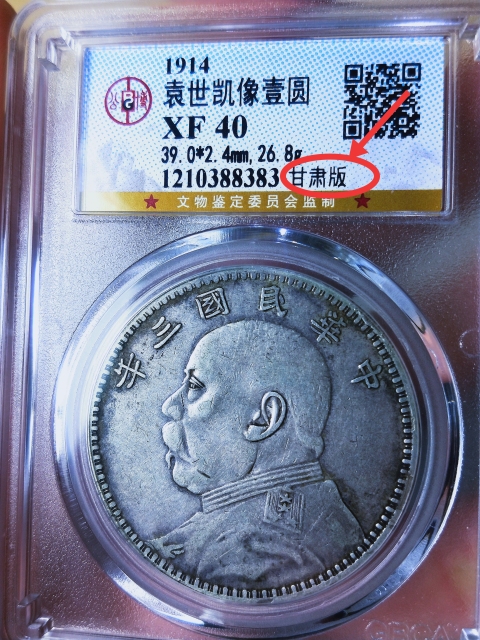 1914
袁世凯像壹圆
XF 40
39.0*2.4mm, 26.8g
1210388383 甘肃版
★ 文物鉴定委员会监制 ★
年三國民華中